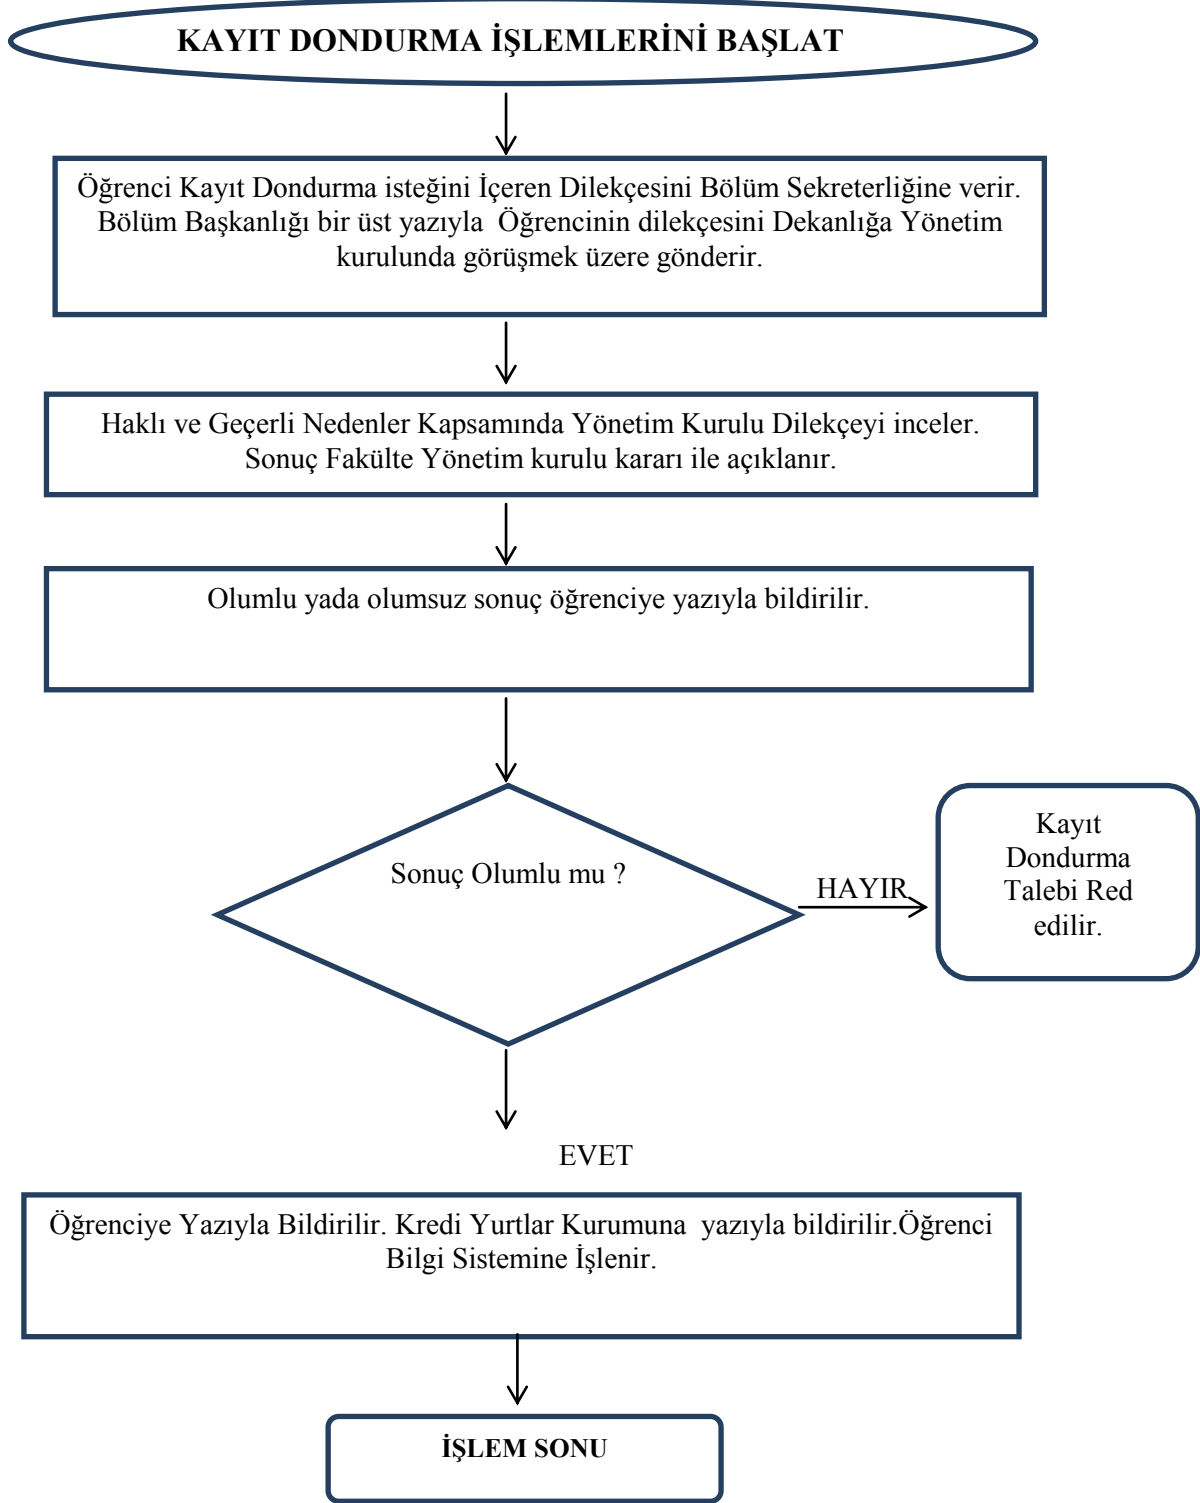 KAYIT DONDURMA İŞLEMLERİNİ BAŞLAT
Öğrenci Kayıt Dondurma isteğini İçeren Dilekçesini Bölüm Sekreterliğine verir.
Bölüm Başkanlığı bir üst yazıyla Öğrencinin dilekçesini Dekanlığa Yönetim
kurulunda görüşmek üzere gönderir.
Haklı ve Geçerli Nedenler Kapsamında Yönetim Kurulu Dilekçeyi inceler.
Sonuç Fakülte Yönetim kurulu kararı ile açıklanır.
Olumlu yada olumsuz sonuç öğrenciye yazıyla bildirilir.
Sonuç Olumlu mu ?
HAYIR
Kayıt
Dondurma
Talebi Red
edilir.
EVET
Öğrenciye Yazıyla Bildirilir. Kredi Yurtlar Kurumuna yazıyla bildirilir.Öğrenci
Bilgi Sistemine İşlenir.
İŞLEM SONU